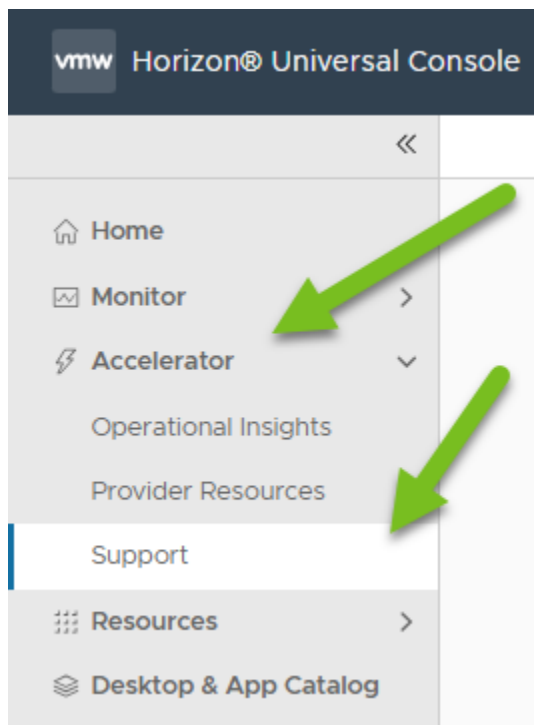 vmw Horizon® Universal Console
Home
Monitor
Accelerator
Operational Insights
Provider Resources
Support
Resources
Desktop & App Catalog